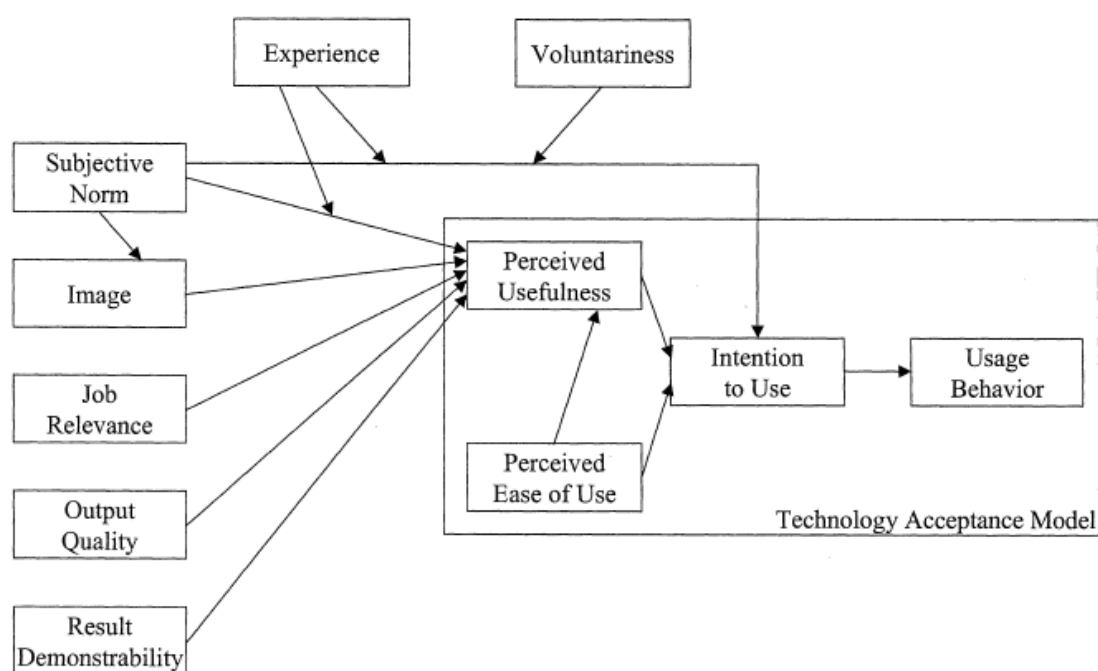 Experience
Voluntariness
Subjective
Norm
Image
Job
Relevance
Output
Quality
Result
Demonstrability
Perceived
Usefulness
Perceived
Ease of Use
Intention
to Use
Usage
Behavior
Technology Acceptance Model